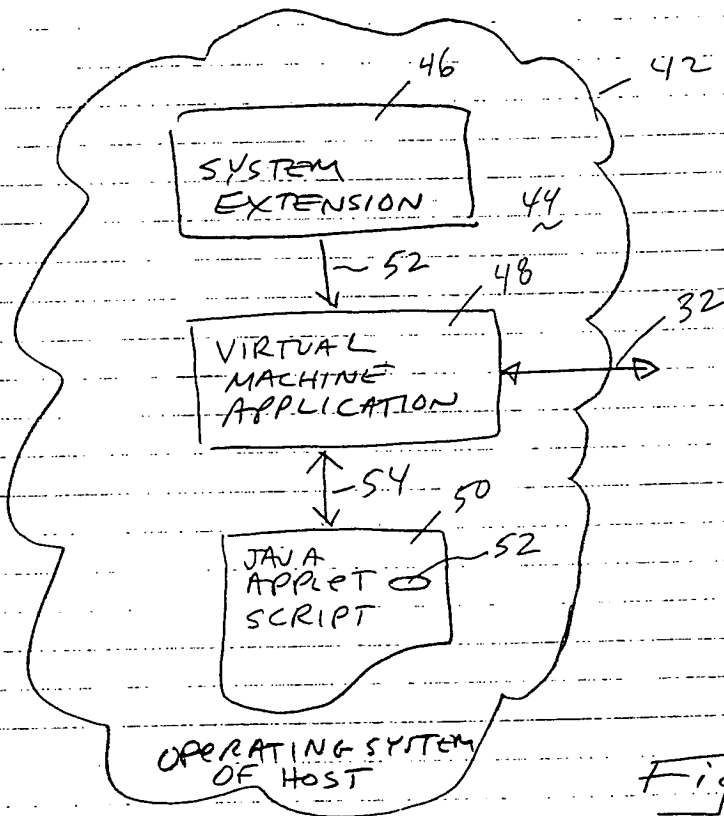 46
42
SYSTEM
EXTENSION
44
52
48
32
VIRTUAL
MACHINE
APPLICATION
54
50
52
JAVA
APPLET
SCRIPT
OPERATING SYSTEM
OF HOST
Fig